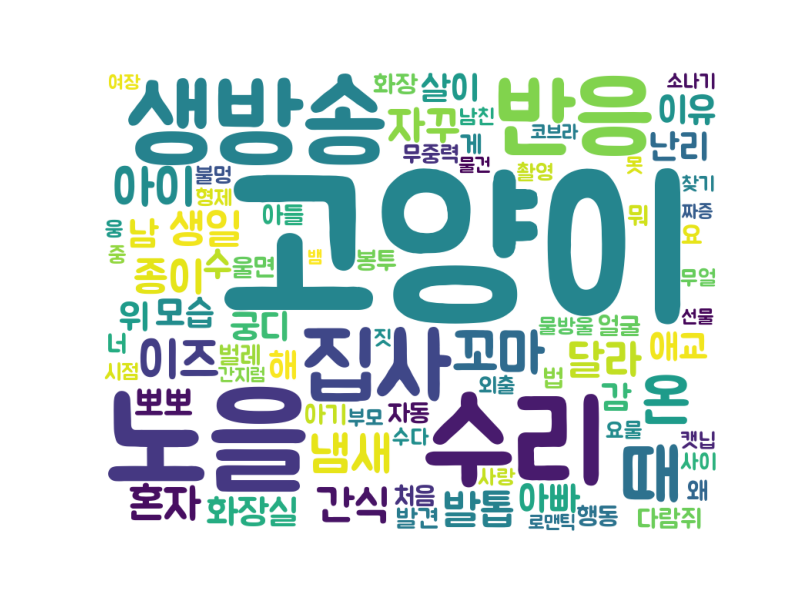 여장
생방송
화장
살이
반응
소나기
자꾸
남친
코브라
이유
무중력
게
물건
난리
아이
불멍
형제
고양이
촬영
못
찾기
웅
남
생일
아들
뭐
짜증
요
중
종이
수
울면
뱀
봉투
무얼
위
모습
궁디
물방울
얼굴
선물
너
이즈
벌레
해
집사
짓
꼬마
달라
애교
시점
간지럼
외출
법
노을
뽀뽀
아기
부모
자동
수리
감
온
냄새
수다
요물
캣닢
사랑
때
사이
혼자
화장실
간식
처음
발견
발톱
아빠
로맨틱
행동
왜
다람쥐